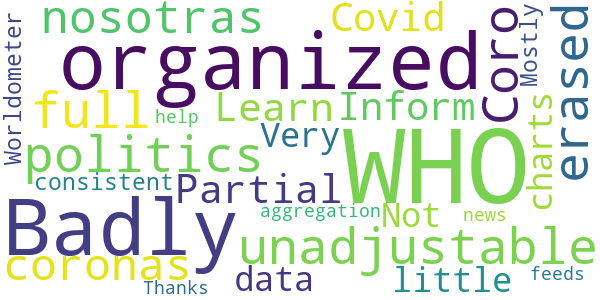 nosotras
Covid
organized
Worldometer
Coro
Mostly
erased
full
help
Learn
Inform
charts
politics
Very
WHO
consistent
Partial
Badly
aggregation
Not
news
unadjustable
coronas
data
little
feeds
Thanks